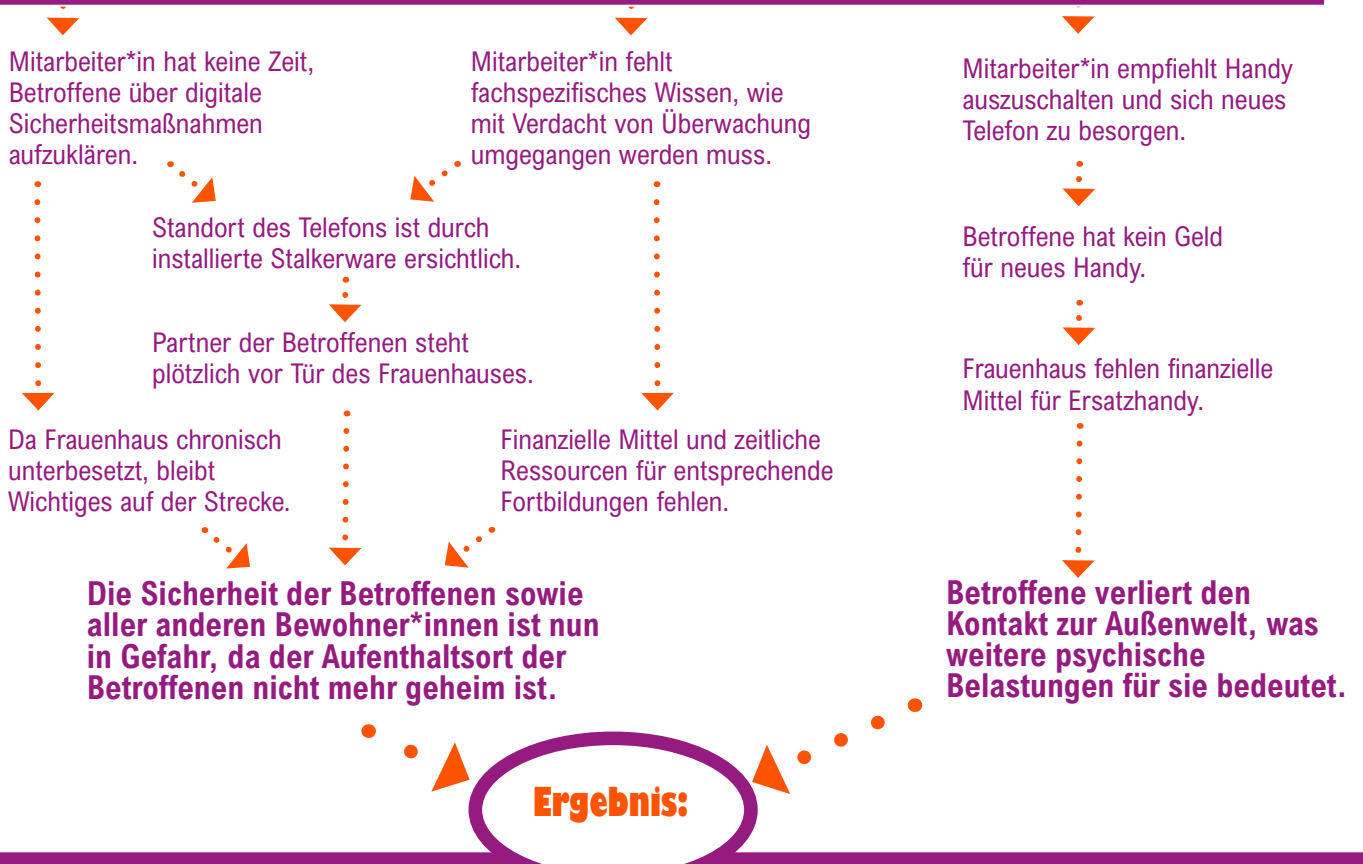 Mitarbeiter*in hat keine Zeit,
Betroffene über digitale
Sicherheitsmaßnahmen
aufzuklären.
Mitarbeiter*in fehlt
fachspezifisches Wissen, wie
mit Verdacht von Überwachung
umgegangen werden muss.
Mitarbeiter*in empfiehlt Handy
auszuschalten und sich neues
Telefon zu besorgen.
Standort des Telefons ist durch
installierte Stalkerware ersichtlich.
Betroffene hat kein Geld
für neues Handy.
Partner der Betroffenen steht
plötzlich vor Tür des Frauenhauses.
Frauenhaus fehlen finanzielle
Mittel für Ersatzhandy.
Da Frauenhaus chronisch
unterbesetzt, bleibt
Wichtiges auf der Strecke.
Finanzielle Mittel und zeitliche
Ressourcen für entsprechende
Fortbildungen fehlen.
Die Sicherheit der Betroffenen sowie
aller anderen Bewohner*innen ist nun
in Gefahr, da der Aufenthaltsort der
Betroffenen nicht mehr geheim ist.
Betroffene verliert den
Kontakt zur Außenwelt, was
weitere psychische
Belastungen für sie bedeutet.
Ergebnis: